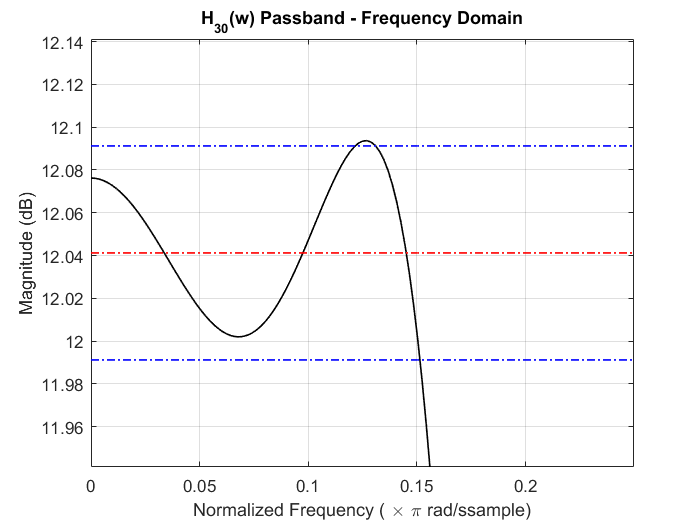 H30(w) Passband - Frequency Domain
12.14
12.12
12.1
12.08
12.06
12.04
12.02
12
11.98
11.96
Magnitude (dB)
0 0.05 0.1 0.15 0.2
Normalized Frequency ( × π rad/ssample)